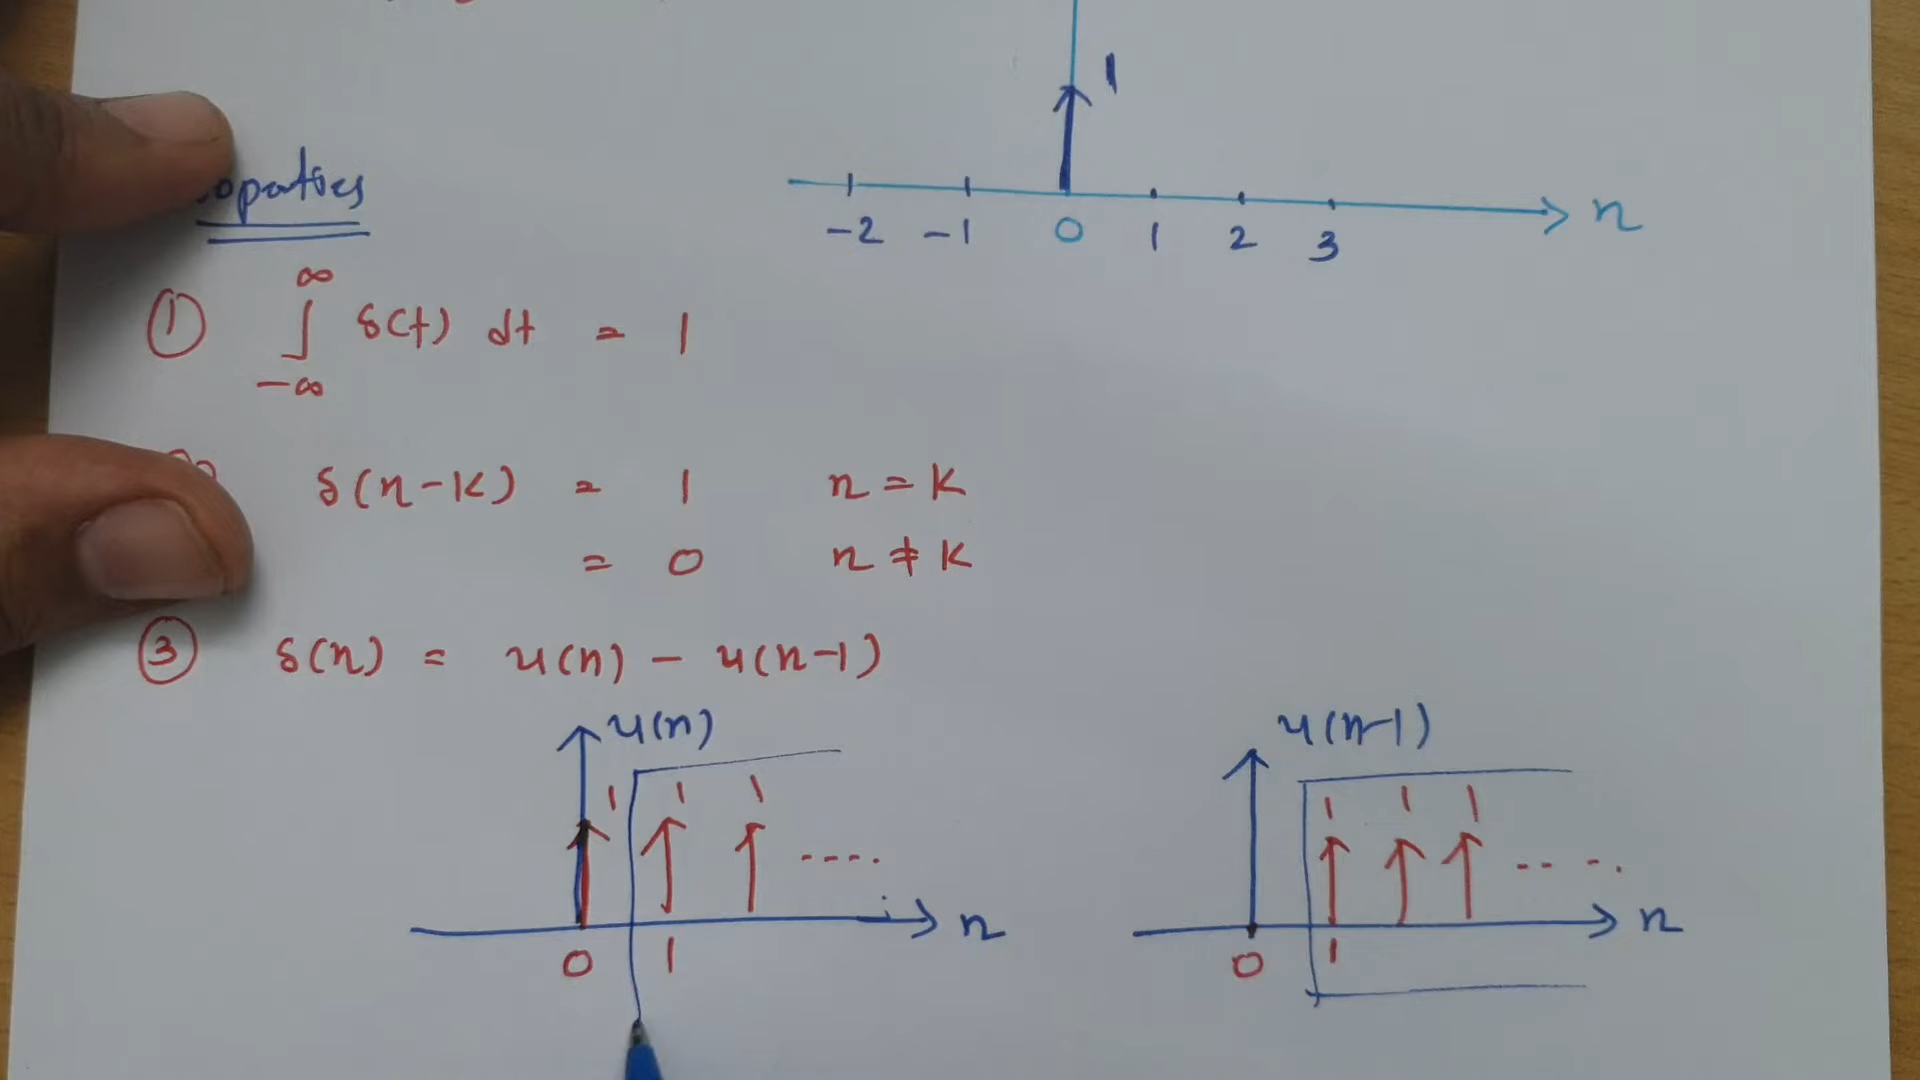 1
-2 -1 0 1 2 3 n
① ∞∫-∞ δ(t) dt = 1
δ(n-k) = 1 n = k
= 0 n ≠ k
③ δ(n) = u(n) - u(n-1)
u(n) u(n-1)
1 1 1 ---- 1 1 1 -- --
n n
0 1 0 1